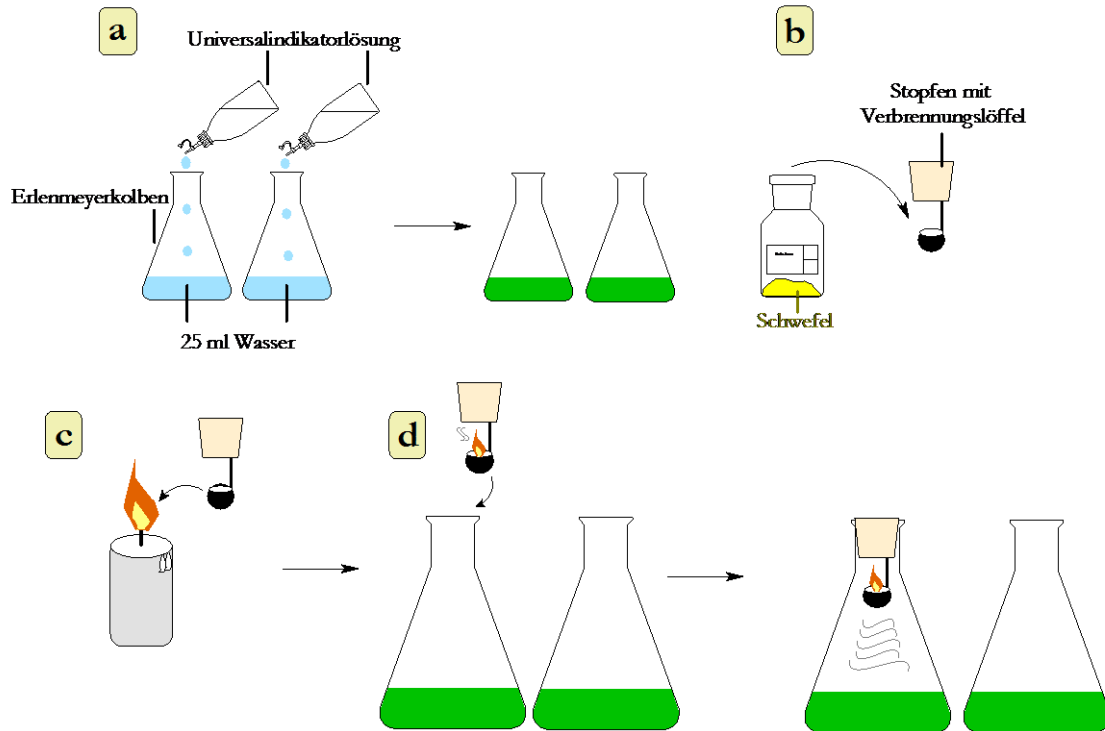 a
Universalindikatorlösung
Erlenmeyerkolben
25 ml Wasser
b
Stopfen mit
Verbrennungslöffel
Schwefel
c
d